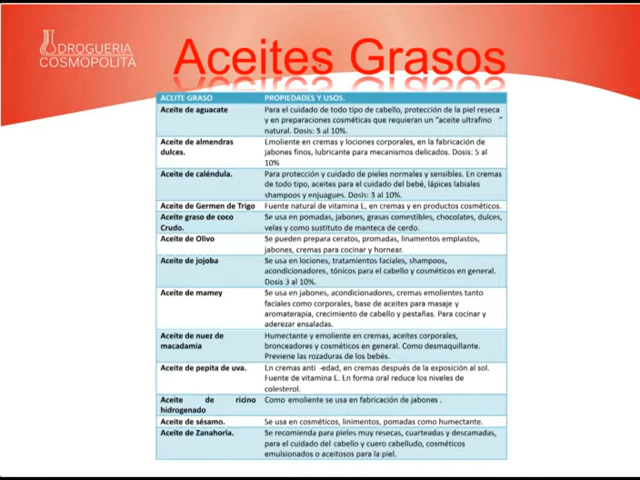 DROGUERIA
COSMOPOLITA
Aceites Grasos
ACEITE GRASO PROPIEDADES Y USOS.
Aceite de aguacate Para el cuidado de todo tipo de cabello, protección de la piel reseca
y en preparaciones cosméticas que requieran un "aceite ultrafino "
natural. Dosis: 5 al 10%.
Aceite de almendras Emoliente en cremas y lociones corporales, en la fabricación de
dulces. jabones finos, lubricante para mecanismos delicados. Dosis: 5 al
10%
Aceite de caléndula. Para protección y cuidado de pieles normales y sensibles. En cremas
de todo tipo, aceites para el cuidado del bebé, lápices labiales
shampoos y enjuagues. Dosis: 3 al 10%.
Aceite de Germen de Trigo Fuente natural de vitamina E, en cremas y en productos cosméticos.
Aceite graso de coco Se usa en pomadas, jabones, grasas comestibles, chocolates, dulces,
Crudo. velas y como sustituto de manteca de cerdo.
Aceite de Olivo Se pueden prepara ceratos, promadas, linamentos emplastos,
jabones, cremas para cocinar y hornear.
Aceite de jojoba Se usa en lociones, tratamientos faciales, shampoos,
acondicionadores, tónicos para el cabello y cosméticos en general.
Dosis 3 al 10%.
Aceite de mamey Se usa en jabones, acondicionadores, cremas emolientes tanto
faciales como corporales, base de aceites para masaje y
aromaterapia, crecimiento de cabello y pestañas. Para cocinar y
aderezar ensaladas.
Aceite de nuez de Humectante y emoliente en cremas, aceites corporales,
macadamia bronceadores y cosméticos en general. Como desmaquillante.
Previene las rozaduras de los bebés.
Aceite de pepita de uva. En cremas anti -edad, en cremas después de la exposición al sol.
Fuente de vitamina E. En forma oral reduce los niveles de
colesterol.
Aceite de ricino Como emoliente se usa en fabricación de jabones .
hidrogenado
Aceite de sésamo. Se usa en cosméticos, linimentos, pomadas como humectante.
Aceite de Zanahoria. Se recomienda para pieles muy resecas, cuarteadas y descamadas,
para el cuidado del cabello y cuero cabelludo, cosméticos
emulsionados o aceitosos para la piel.